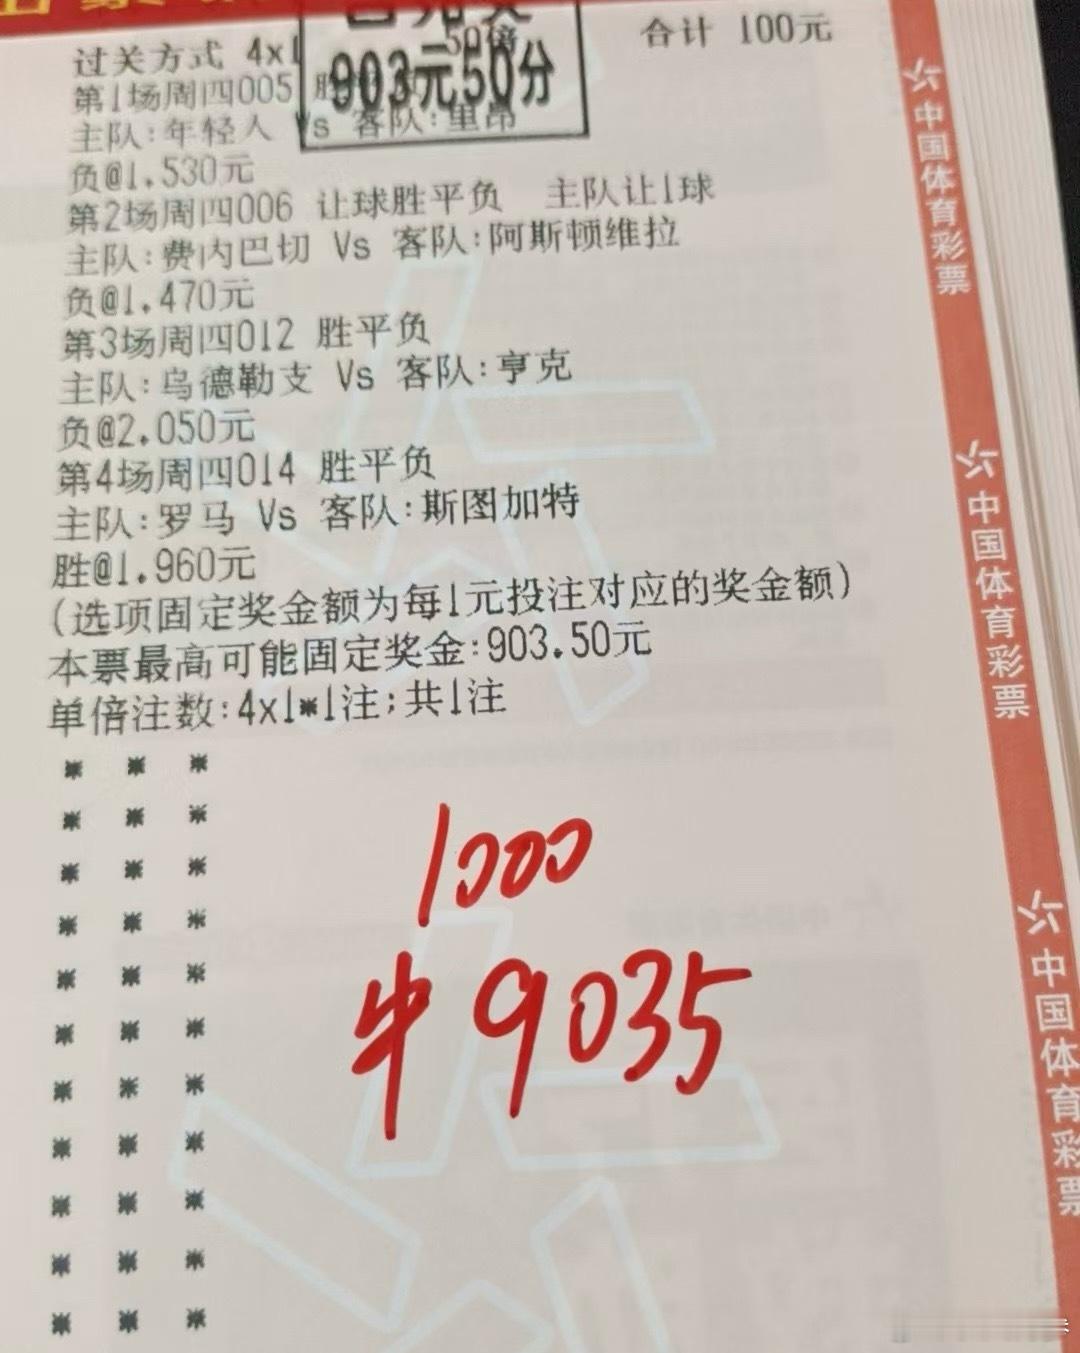 过关方式 4x1
50倍
合计 100元
903元50分
第1场周四005 胜
主队:年轻人 Vs 客队:里昂
负@1.530元
第2场周四006 让球胜平负 主队让1球
主队:费内巴切 Vs 客队:阿斯顿维拉
负@1.470元
第3场周四012 胜平负
主队:乌德勒支 Vs 客队:亨克
负@2.050元
第4场周四014 胜平负
主队:罗马 Vs 客队:斯图加特
胜@1.960元
(选项固定奖金额为每1元投注对应的奖金额)
本票最高可能固定奖金:903.50元
单倍注数:4x1*1注;共1注
1000
中9035
中国体育彩票
中国体育彩票
中国体育彩票